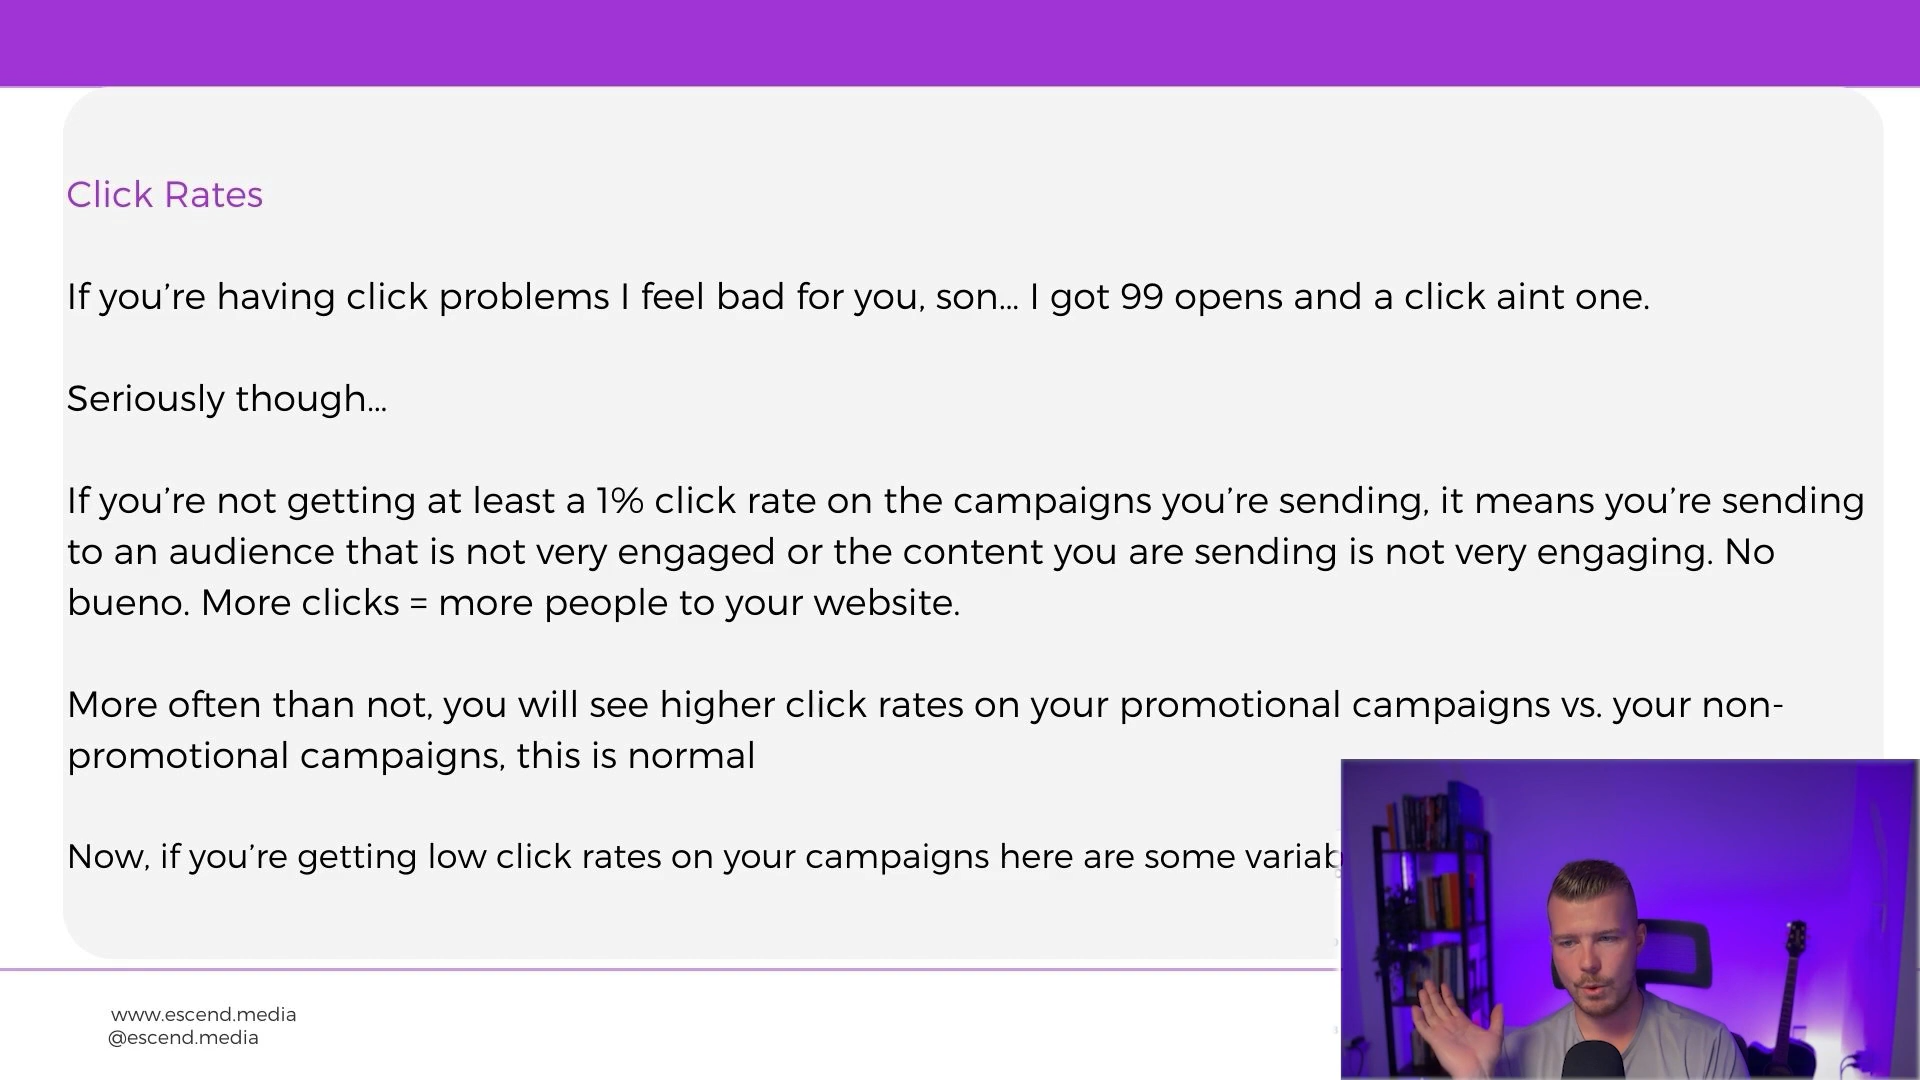 Click Rates
If you're having click problems I feel bad for you, son... I got 99 opens and a click aint one.
Seriously though...
If you're not getting at least a 1% click rate on the campaigns you're sending, it means you're sending
to an audience that is not very engaged or the content you are sending is not very engaging. No
bueno. More clicks = more people to your website.
More often than not, you will see higher click rates on your promotional campaigns vs. your non-
promotional campaigns, this is normal
Now, if you're getting low click rates on your campaigns here are some
www.escend.media
@escend.media